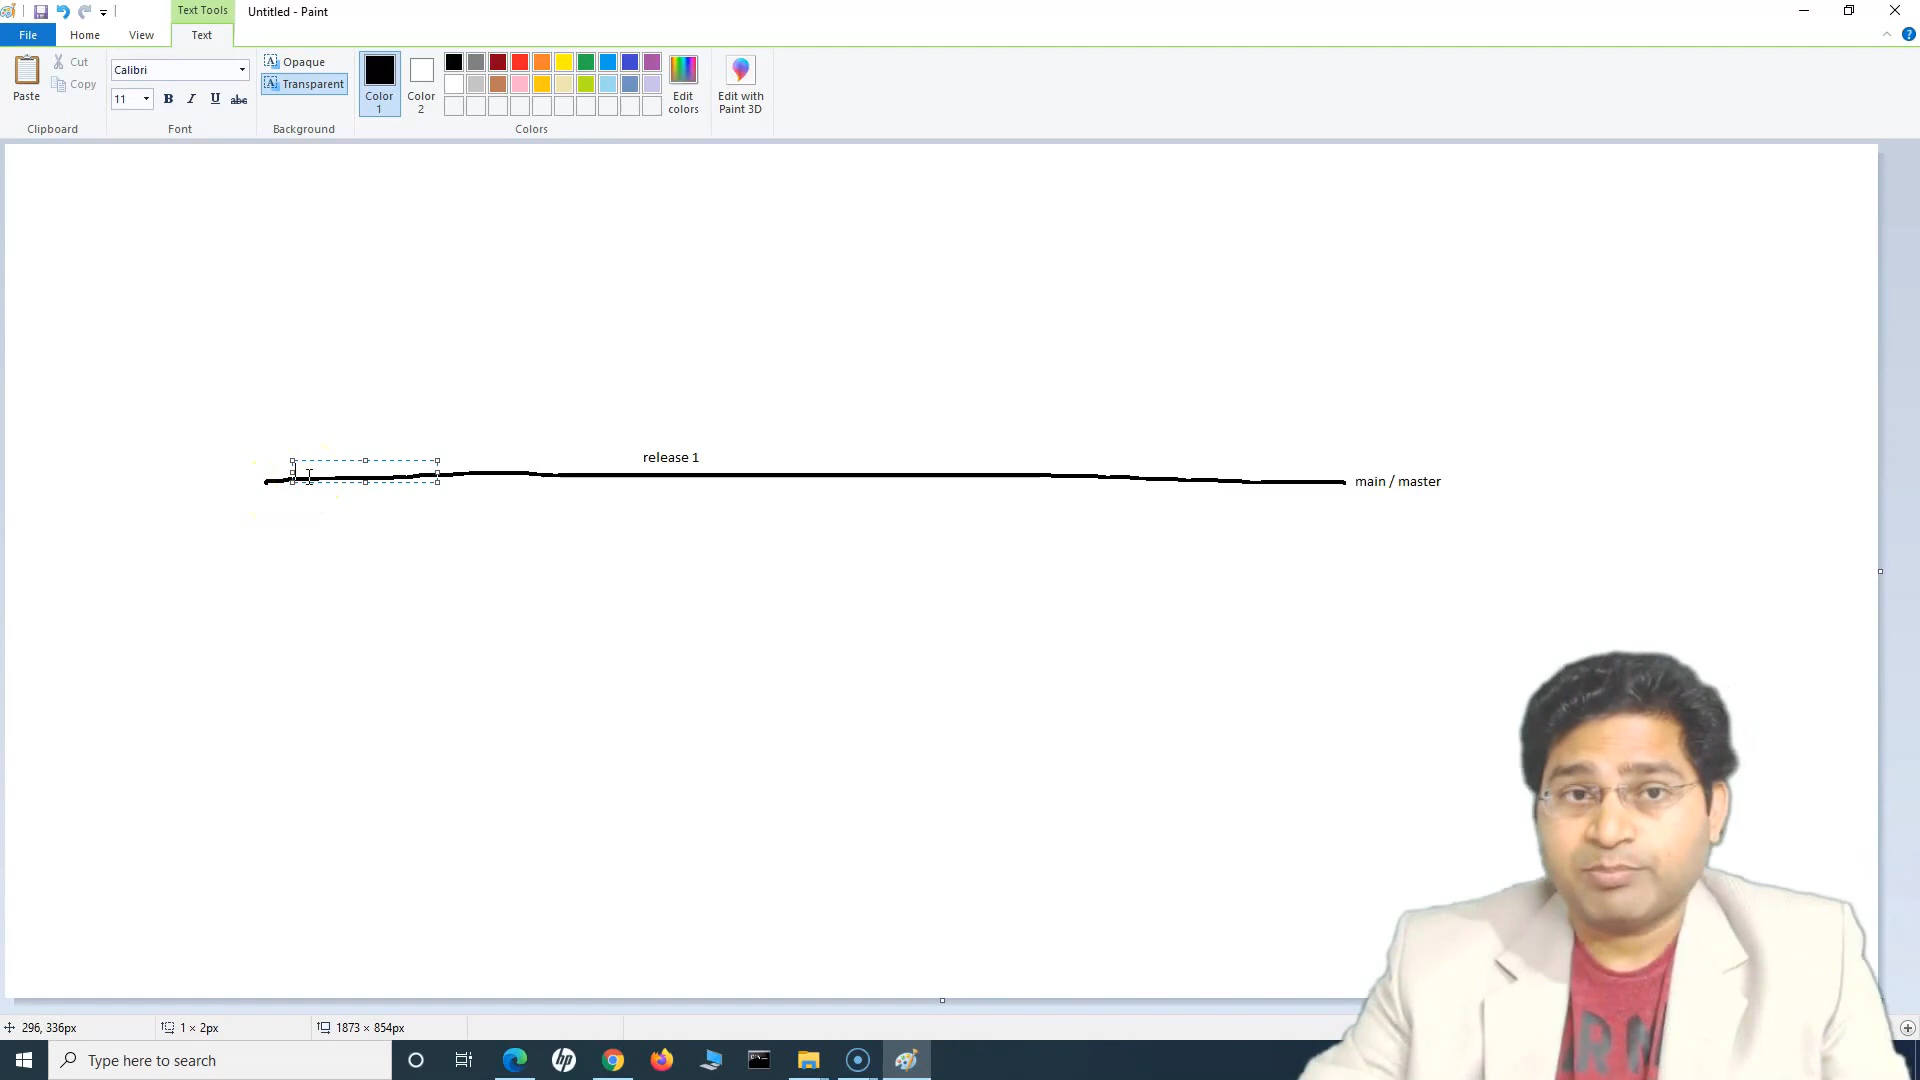 Text Tools
Untitled - Paint
File
Home
View
Text
Paste
Cut
Copy
Clipboard
Calibri
11
B I U abc
Font
Opaque
Transparent
Background
Color 1
Color 2
Edit colors
Colors
Edit with Paint 3D
release 1
main / master
296, 336px
1 × 2px
1873 × 854px
Type here to search
hp